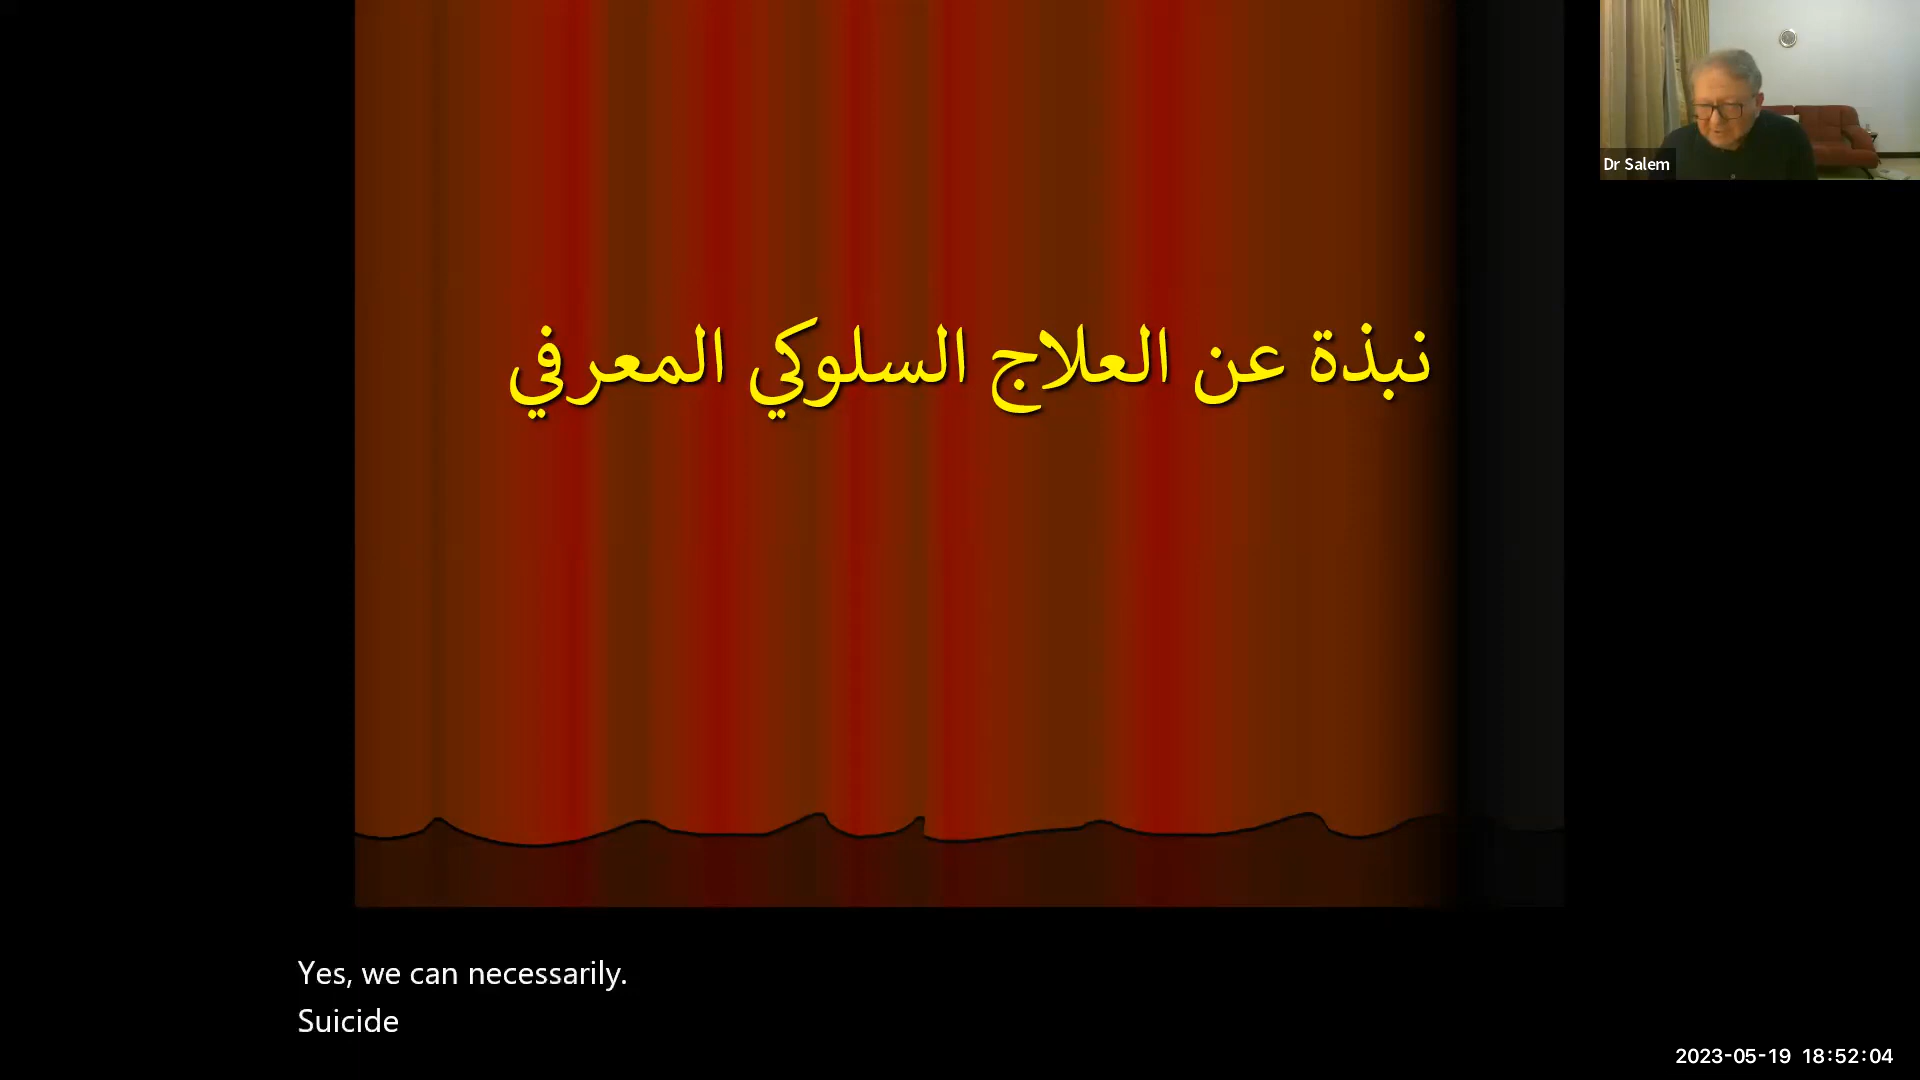 نبذة عن العلاج السلوكي المعرفي
Dr Salem
Yes, we can necessarily.
Suicide
2023-05-19 18:52:04